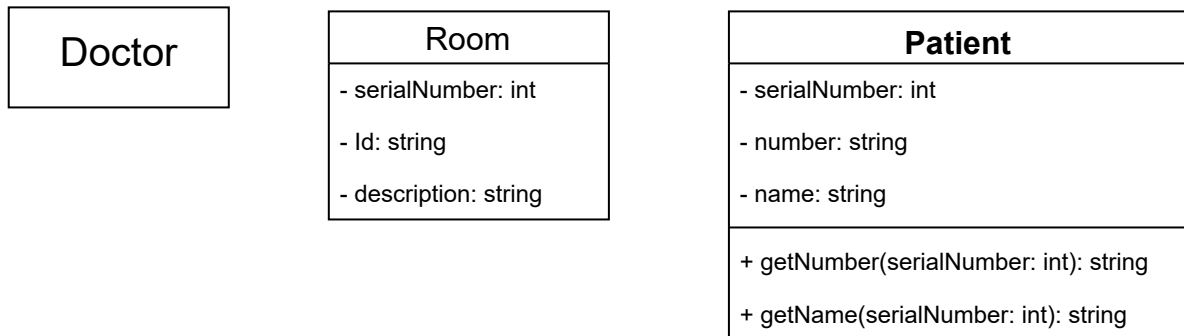 Doctor
Room
- serialNumber: int
- Id: string
- description: string
Patient
- serialNumber: int
- number: string
- name: string
+ getNumber(serialNumber: int): string
+ getName(serialNumber: int): string